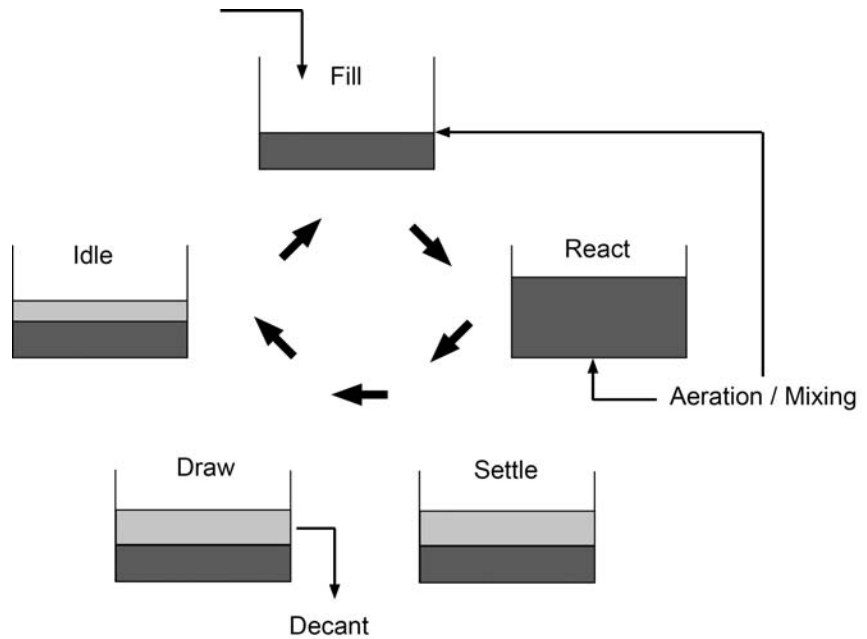 Fill
Idle
React
Aeration / Mixing
Draw
Settle
Decant